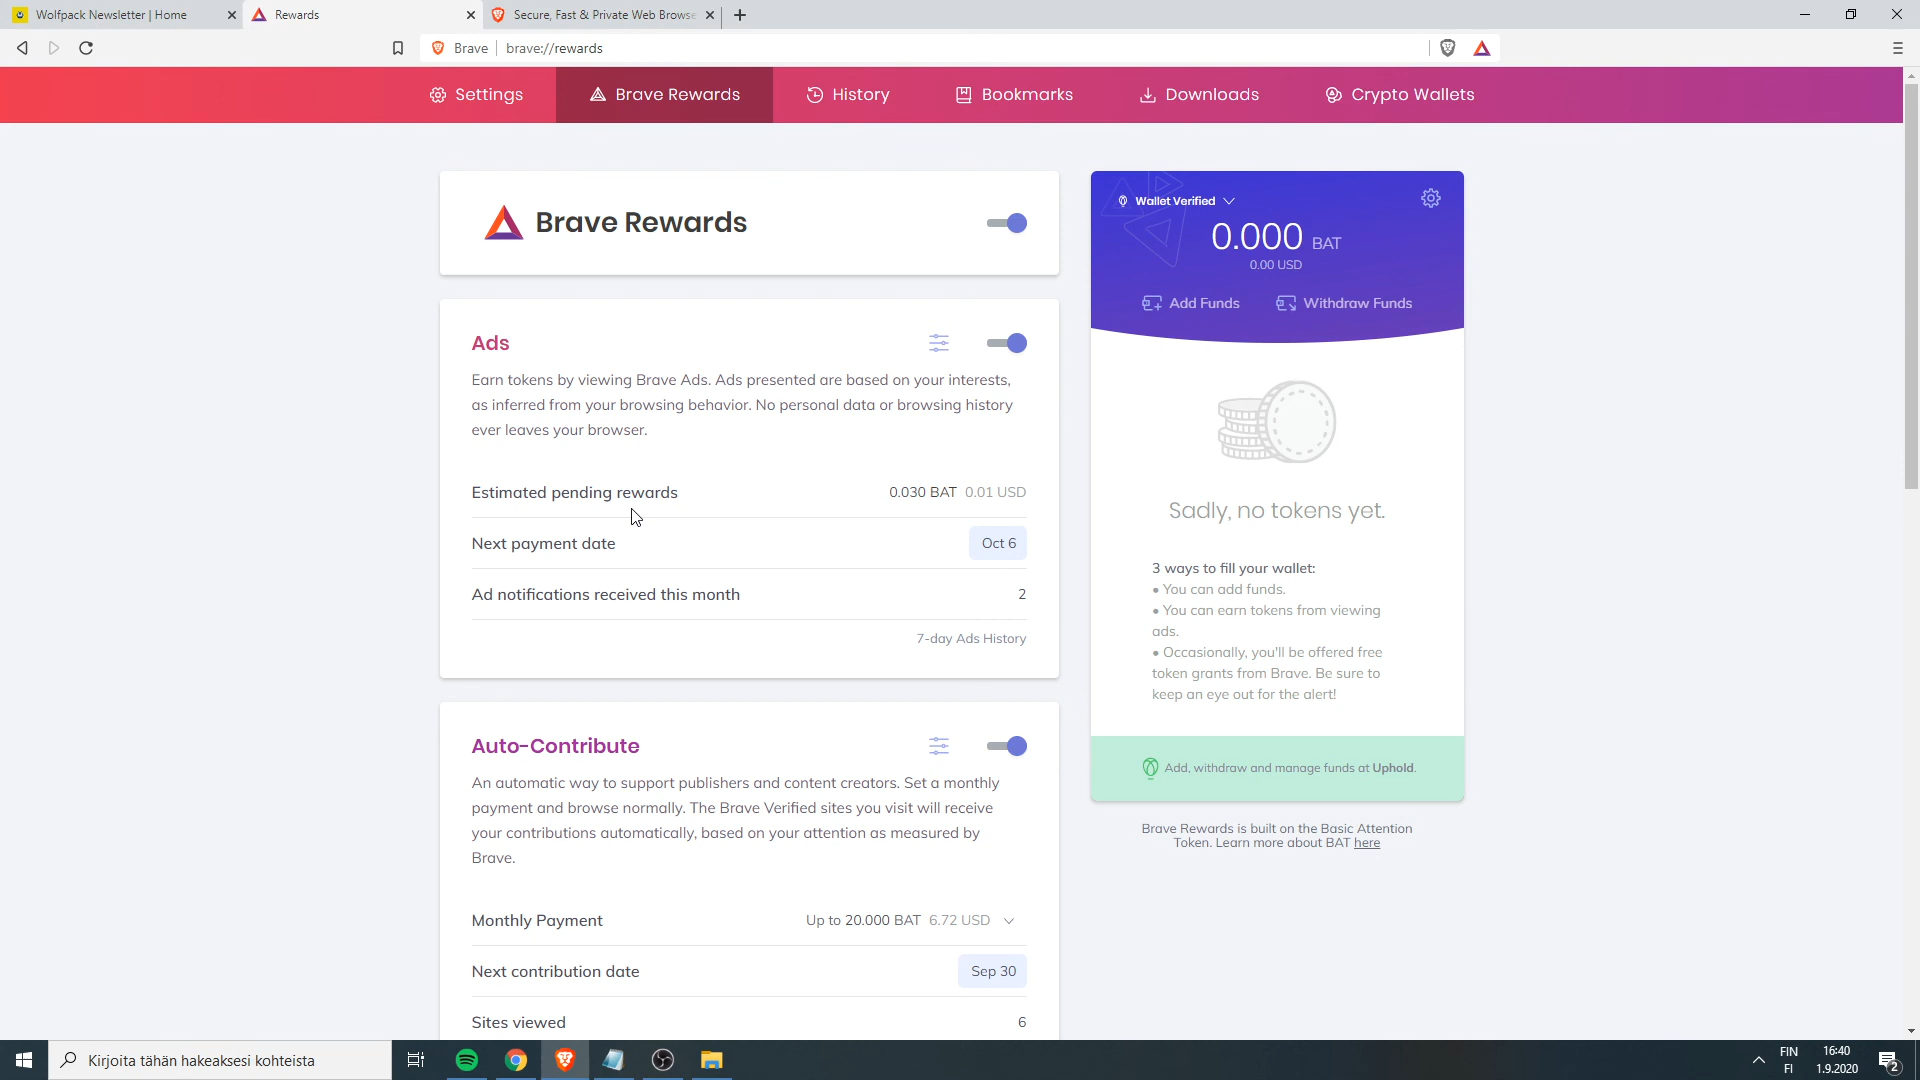 Wolfpack Newsletter | Home
Rewards
Secure, Fast & Private Web Browse
Brave
brave://rewards
Settings
Brave Rewards
History
Bookmarks
Downloads
Crypto Wallets
Brave Rewards
Ads
Earn tokens by viewing Brave Ads. Ads presented are based on your interests,
as inferred from your browsing behavior. No personal data or browsing history
ever leaves your browser.
Estimated pending rewards 0.030 BAT 0.01 USD
Next payment date Oct 6
Ad notifications received this month 2
7-day Ads History
Auto-Contribute
An automatic way to support publishers and content creators. Set a monthly
payment and browse normally. The Brave Verified sites you visit will receive
your contributions automatically, based on your attention as measured by
Brave.
Monthly Payment Up to 20.000 BAT 6.72 USD
Next contribution date Sep 30
Sites viewed 6
Wallet Verified
0.000 BAT
0.00 USD
Add Funds
Withdraw Funds
Sadly, no tokens yet.
3 ways to fill your wallet:
• You can add funds.
• You can earn tokens from viewing
ads.
• Occasionally, you'll be offered free
token grants from Brave. Be sure to
keep an eye out for the alert!
Add, withdraw and manage funds at Uphold.
Brave Rewards is built on the Basic Attention
Token. Learn more about BAT here
Kirjoita tähän hakeaksesi kohteista
FIN
FI
16:40
1.9.2020
2